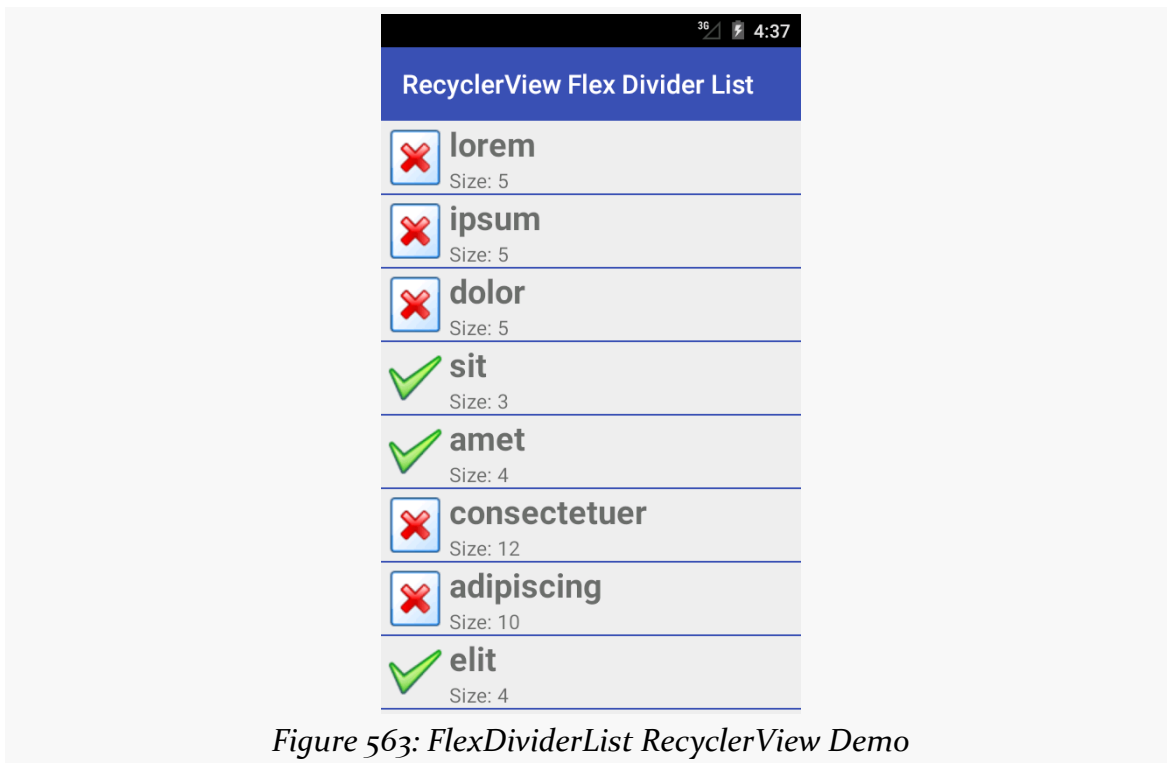 3G 4:37
RecyclerView Flex Divider List
lorem
Size: 5
ipsum
Size: 5
dolor
Size: 5
sit
Size: 3
amet
Size: 4
consectetuer
Size: 12
adipiscing
Size: 10
elit
Size: 4
Figure 563: FlexDividerList RecyclerView Demo